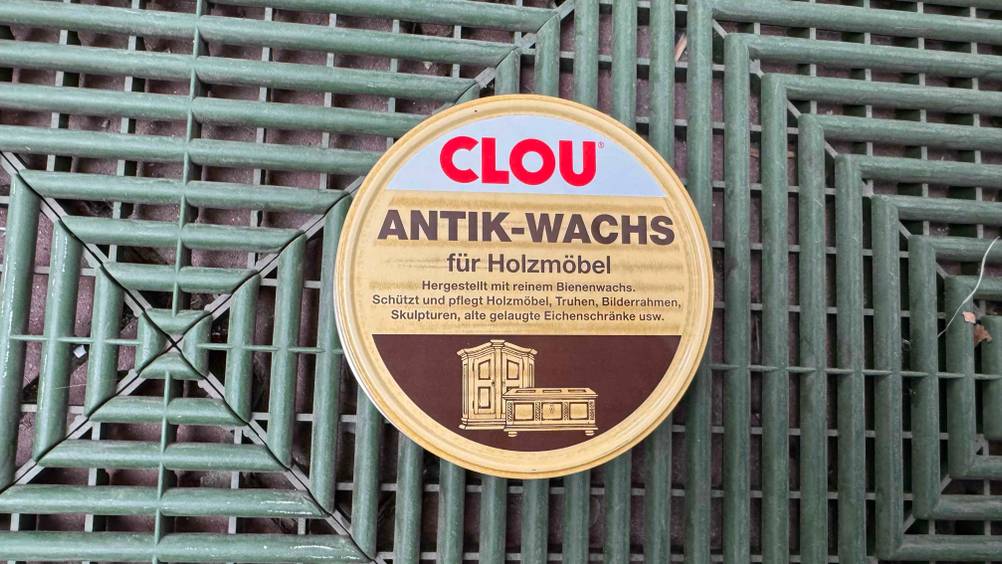 CLOU®
ANTIK-WACHS
für Holzmöbel
Hergestellt mit reinem Bienenwachs.
Schützt und pflegt Holzmöbel, Truhen, Bilderrahmen,
Skulpturen, alte gelaugte Eichenschränke usw.